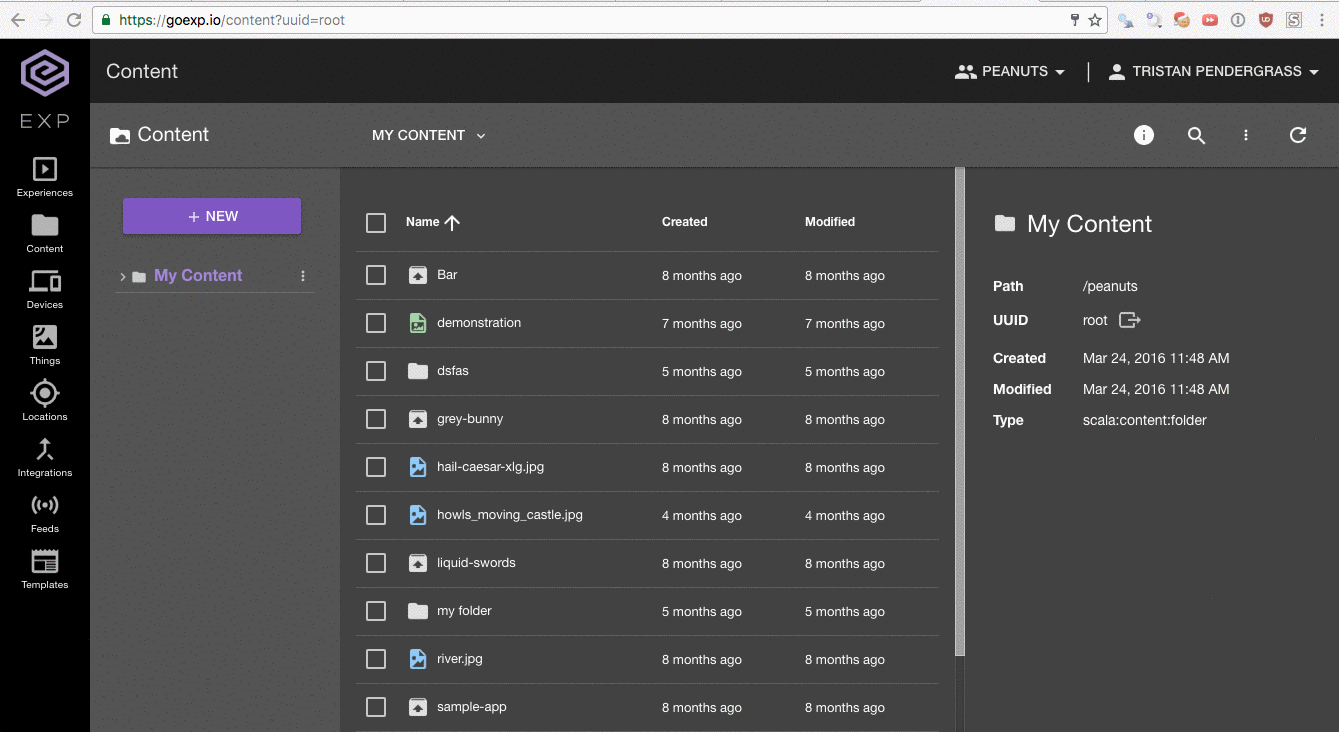 https://goexp.io/content?uuid=root
Content
PEANUTS
TRISTAN PENDERGRASS
EXP
Content
MY CONTENT
Experiences
Content
Devices
Things
Locations
Integrations
Feeds
Templates
+ NEW
My Content
Name Created Modified
Bar 8 months ago 8 months ago
demonstration 7 months ago 7 months ago
dsfas 5 months ago 5 months ago
grey-bunny 8 months ago 8 months ago
hail-caesar-xlg.jpg 8 months ago 8 months ago
howls_moving_castle.jpg 4 months ago 4 months ago
liquid-swords 8 months ago 8 months ago
my folder 5 months ago 5 months ago
river.jpg 8 months ago 8 months ago
sample-app 8 months ago 8 months ago
My Content
Path /peanuts
UUID root
Created Mar 24, 2016 11:48 AM
Modified Mar 24, 2016 11:48 AM
Type scala:content:folder